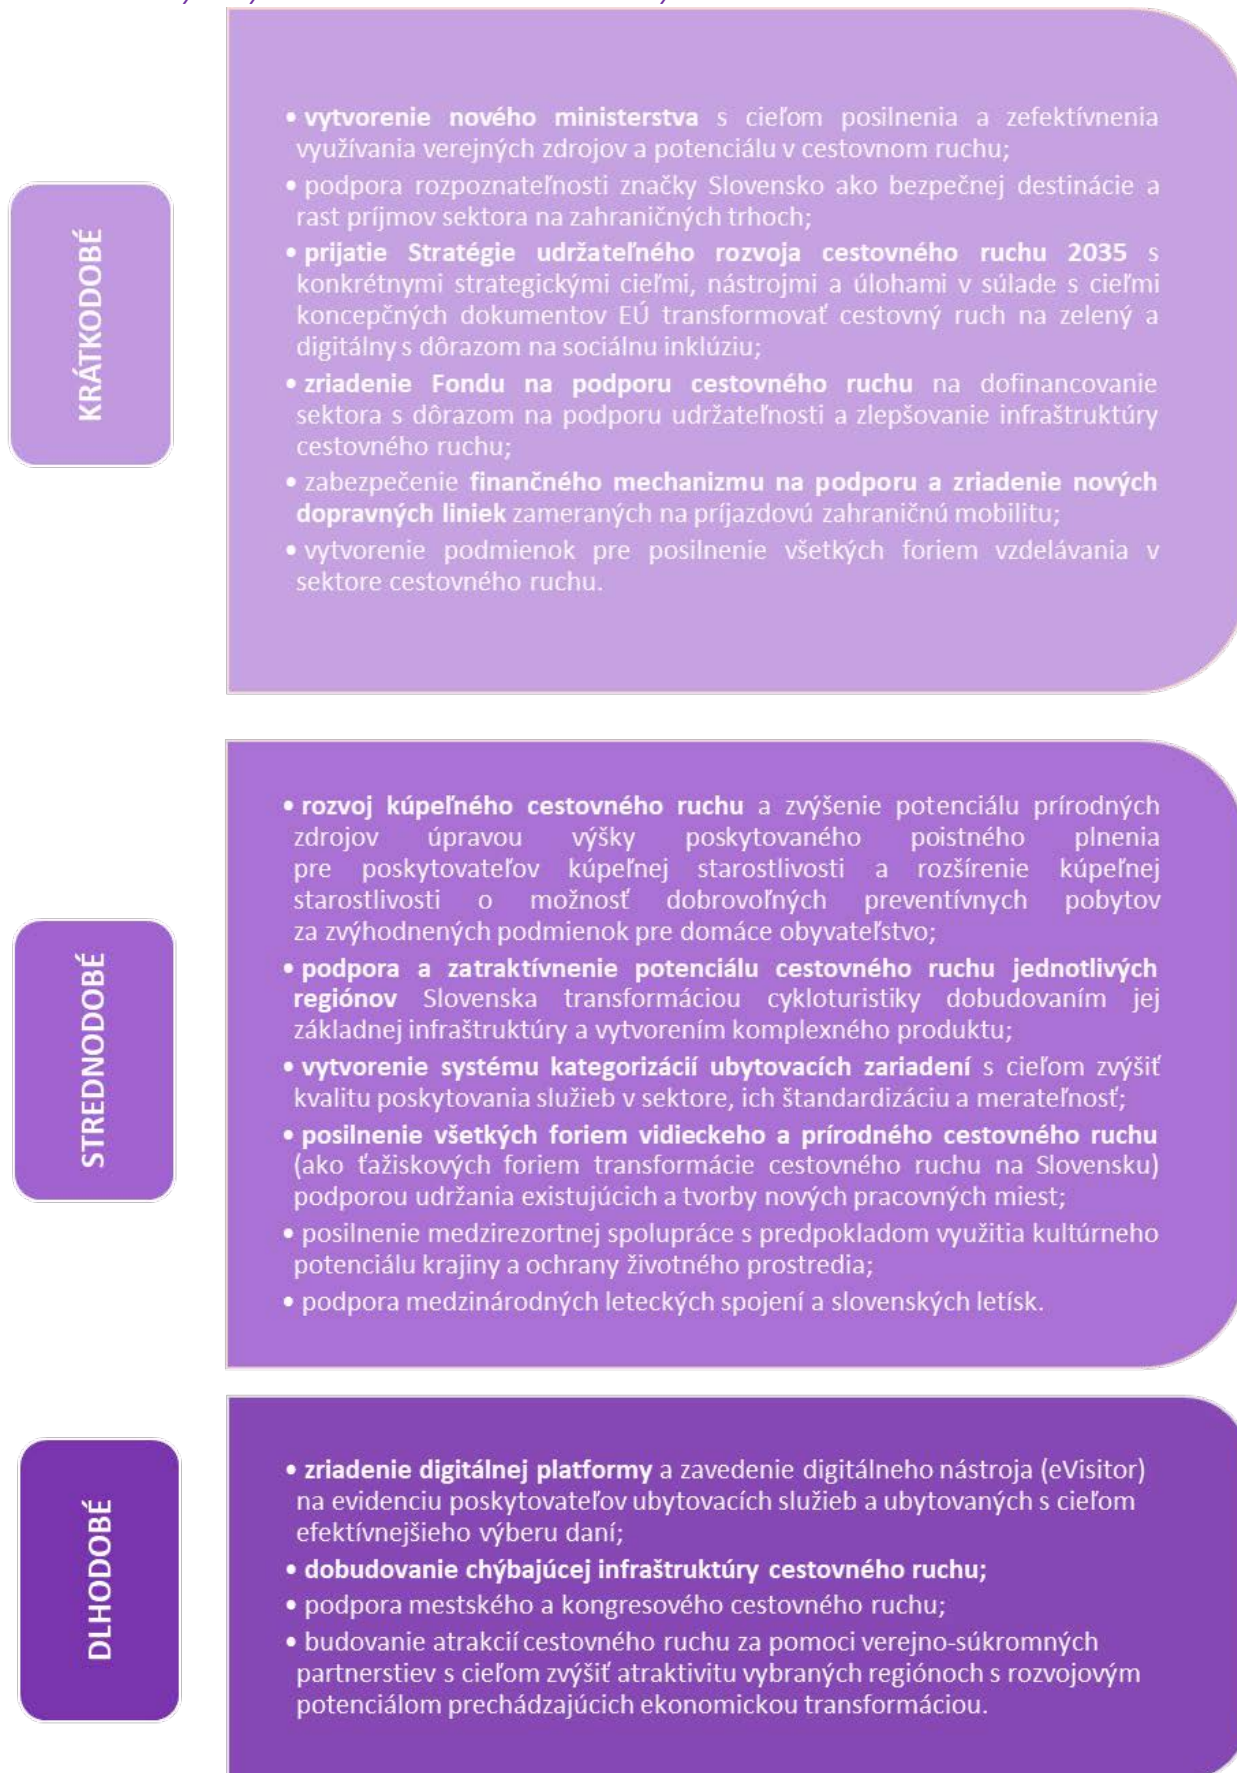 KRÁTKODOBÉ
• vytvorenie nového ministerstva s cieľom posilnenia a zefektívnenia
využívania verejných zdrojov a potenciálu v cestovnom ruchu;
• podpora rozpoznateľnosti značky Slovensko ako bezpečnej destinácie a
rast príjmov sektora na zahraničných trhoch;
• prijatie Stratégie udržateľného rozvoja cestovného ruchu 2035 s
konkrétnymi strategickými cieľmi, nástrojmi a úlohami v súlade s cieľmi
koncepčných dokumentov EÚ transformovať cestovný ruch na zelený a
digitálny s dôrazom na sociálnu inklúziu;
• zriadenie Fondu na podporu cestovného ruchu na dofinancovanie
sektora s dôrazom na podporu udržateľnosti a zlepšovanie infraštruktúry
cestovného ruchu;
• zabezpečenie finančného mechanizmu na podporu a zriadenie nových
dopravných liniek zameraných na príjazdovú zahraničnú mobilitu;
• vytvorenie podmienok pre posilnenie všetkých foriem vzdelávania v
sektore cestovného ruchu.
STREDNODOBÉ
• rozvoj kúpeľného cestovného ruchu a zvýšenie potenciálu prírodných
zdrojov úpravou výšky poskytovaného poistného plnenia
pre poskytovateľov kúpeľnej starostlivosti a rozšírenie kúpeľnej
starostlivosti o možnosť dobrovoľných preventívnych pobytov
za zvýhodnených podmienok pre domáce obyvateľstvo;
• podpora a zatraktívnenie potenciálu cestovného ruchu jednotlivých
regiónov Slovenska transformáciou cykloturistiky dobudovaním jej
základnej infraštruktúry a vytvorením komplexného produktu;
• vytvorenie systému kategorizácií ubytovacích zariadení s cieľom zvýšiť
kvalitu poskytovania služieb v sektore, ich štandardizáciu a merateľnosť;
• posilnenie všetkých foriem vidieckeho a prírodného cestovného ruchu
(ako ťažiskových foriem transformácie cestovného ruchu na Slovensku)
podporou udržania existujúcich a tvorby nových pracovných miest;
• posilnenie medzirezortnej spolupráce s predpokladom využitia kultúrneho
potenciálu krajiny a ochrany životného prostredia;
• podpora medzinárodných leteckých spojení a slovenských letísk.
DLHODOBÉ
• zriadenie digitálnej platformy a zavedenie digitálneho nástroja (eVisitor)
na evidenciu poskytovateľov ubytovacích služieb a ubytovaných s cieľom
efektívnejšieho výberu daní;
• dobudovanie chýbajúcej infraštruktúry cestovného ruchu;
• podpora mestského a kongresového cestovného ruchu;
• budovanie atrakcií cestovného ruchu za pomoci verejno-súkromných
partnerstiev s cieľom zvýšiť atraktivitu vybraných regiónoch s rozvojovým
potenciálom prechádzajúcich ekonomickou transformáciou.